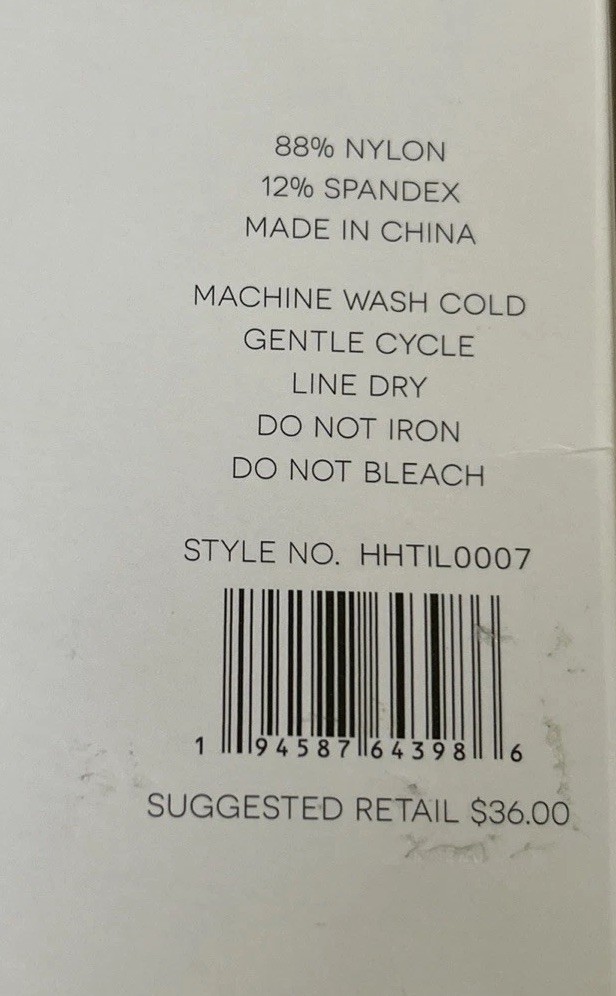 88% NYLON
12% SPANDEX
MADE IN CHINA
MACHINE WASH COLD
GENTLE CYCLE
LINE DRY
DO NOT IRON
DO NOT BLEACH
STYLE NO. HHTIL0007
1 94587 64398 6
SUGGESTED RETAIL $36.00